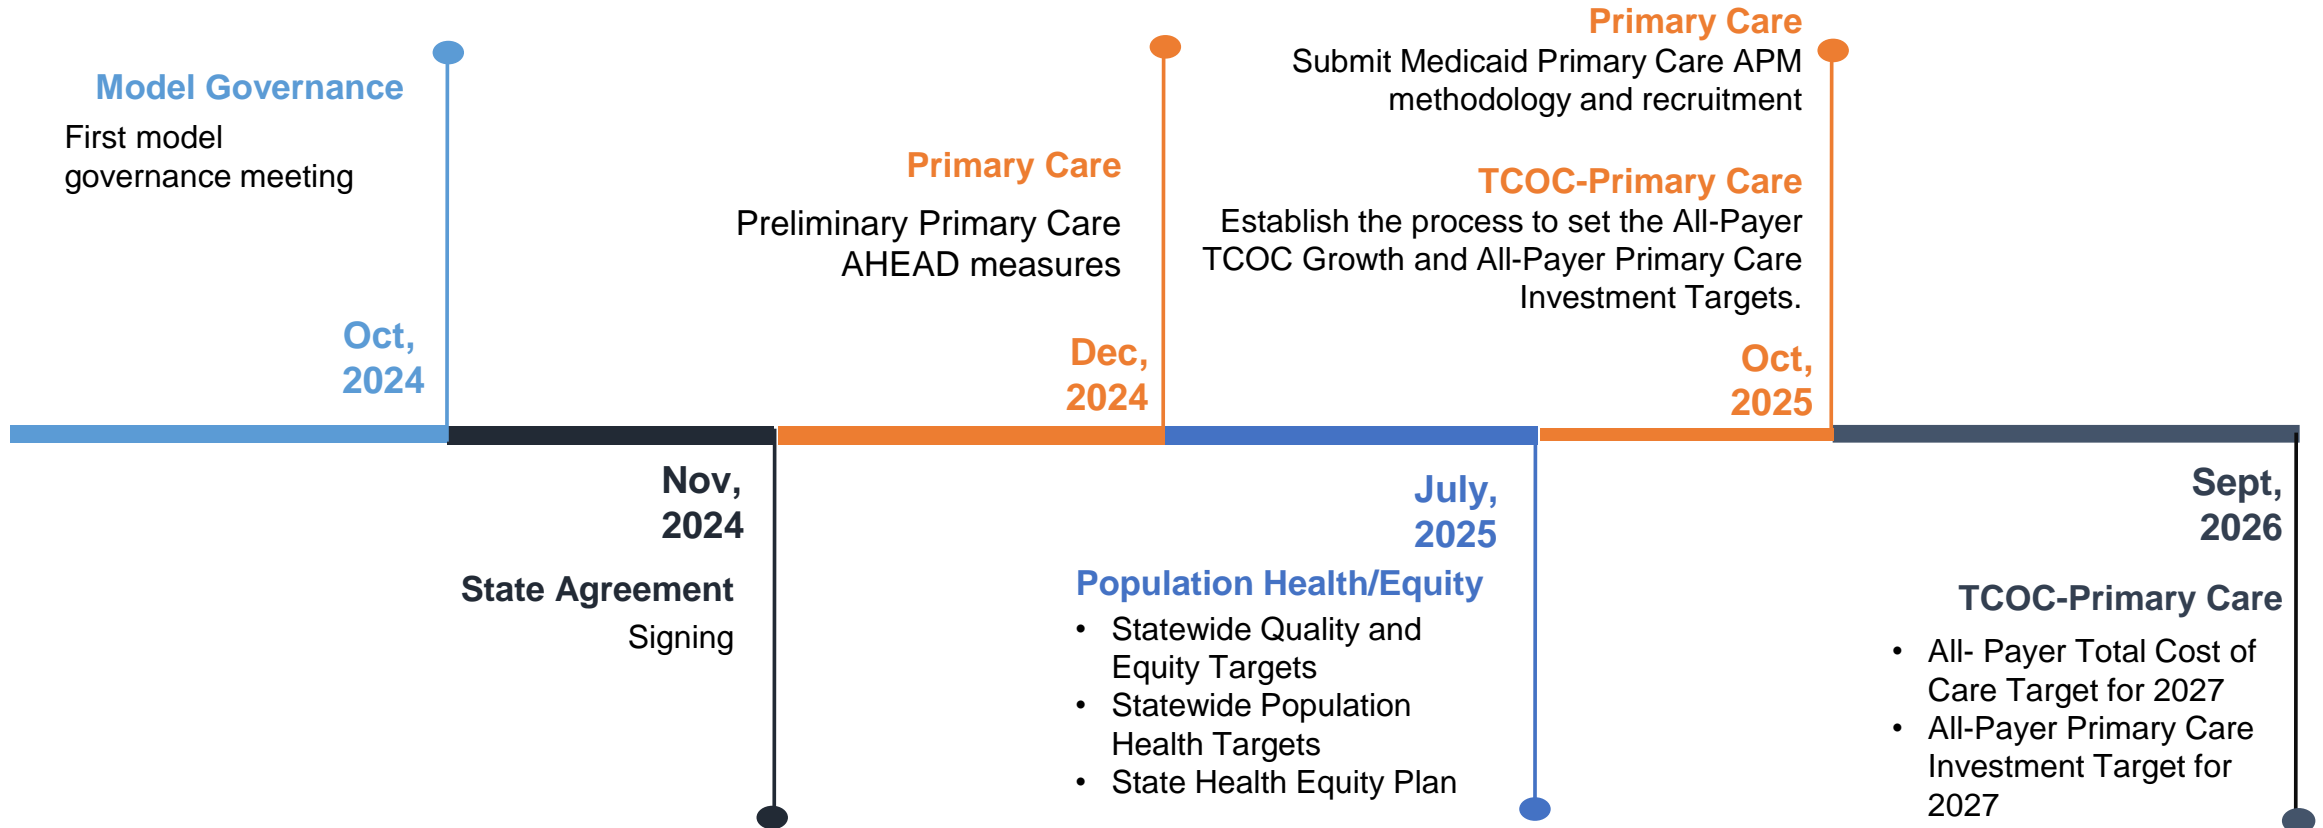 Model Governance
First model
governance meeting
Oct,
2024
Nov,
2024
State Agreement
Signing
Primary Care
Preliminary Primary Care
AHEAD measures
Dec,
2024
July,
2025
Population Health/Equity
• Statewide Quality and
Equity Targets
• Statewide Population
Health Targets
• State Health Equity Plan
Primary Care
Submit Medicaid Primary Care APM
methodology and recruitment
TCOC-Primary Care
Establish the process to set the All-Payer
TCOC Growth and All-Payer Primary Care
Investment Targets.
Oct,
2025
Sept,
2026
TCOC-Primary Care
• All- Payer Total Cost of
Care Target for 2027
• All-Payer Primary Care
Investment Target for
2027